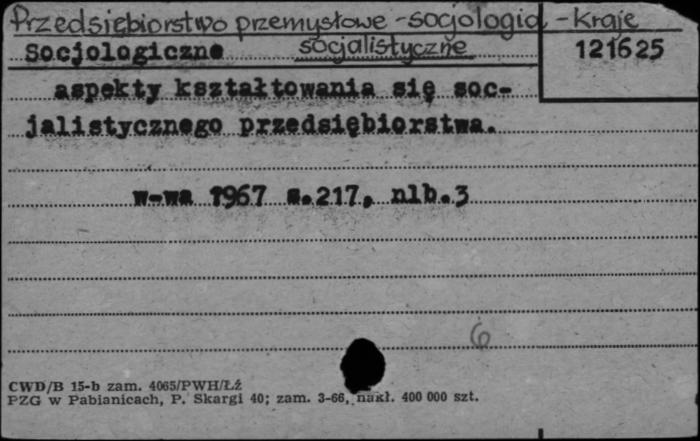 Przedsiębiorstwo przemysłowe - socjologia - Kraje
socjalistyczne
Socjologiczne
121625
aspekty kształtowania się soc-
jalistycznego przedsiębiorstwa.
W-wa 1967 s.217, nlb.3
6
CWD/B 15-b zam. 4065/PWH/Łź
PZG w Pabianicach, P. Skargi 40; zam. 3-66, nakł. 400 000 szt.